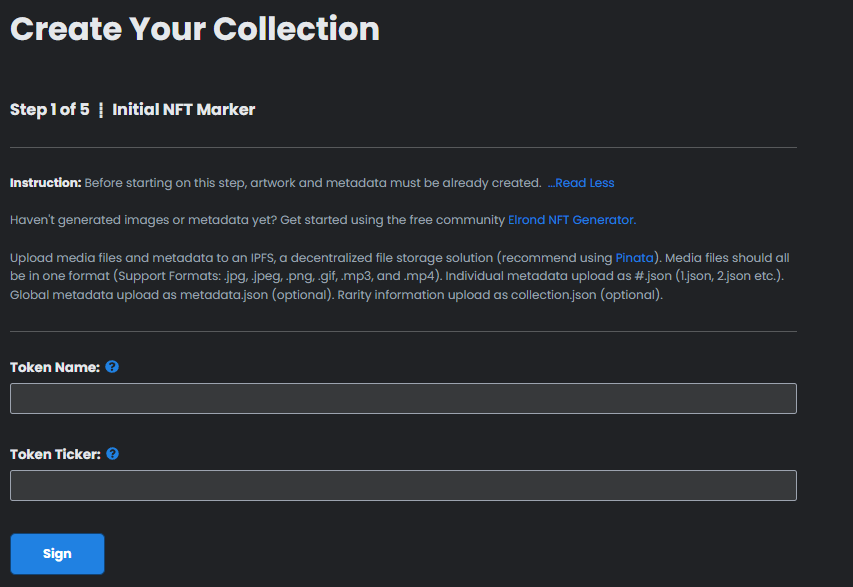 Create Your Collection
Step 1 of 5 ⋮ Initial NFT Marker
Instruction: Before starting on this step, artwork and metadata must be already created. ...Read Less
Haven't generated images or metadata yet? Get started using the free community Elrond NFT Generator.
Upload media files and metadata to an IPFS, a decentralized file storage solution (recommend using Pinata). Media files should all
be in one format (Support Formats: .jpg, .jpeg, .png, .gif, .mp3, and .mp4). Individual metadata upload as #.json (1.json, 2.json etc.).
Global metadata upload as metadata.json (optional). Rarity information upload as collection.json (optional).
Token Name: ?
Token Ticker: ?
Sign